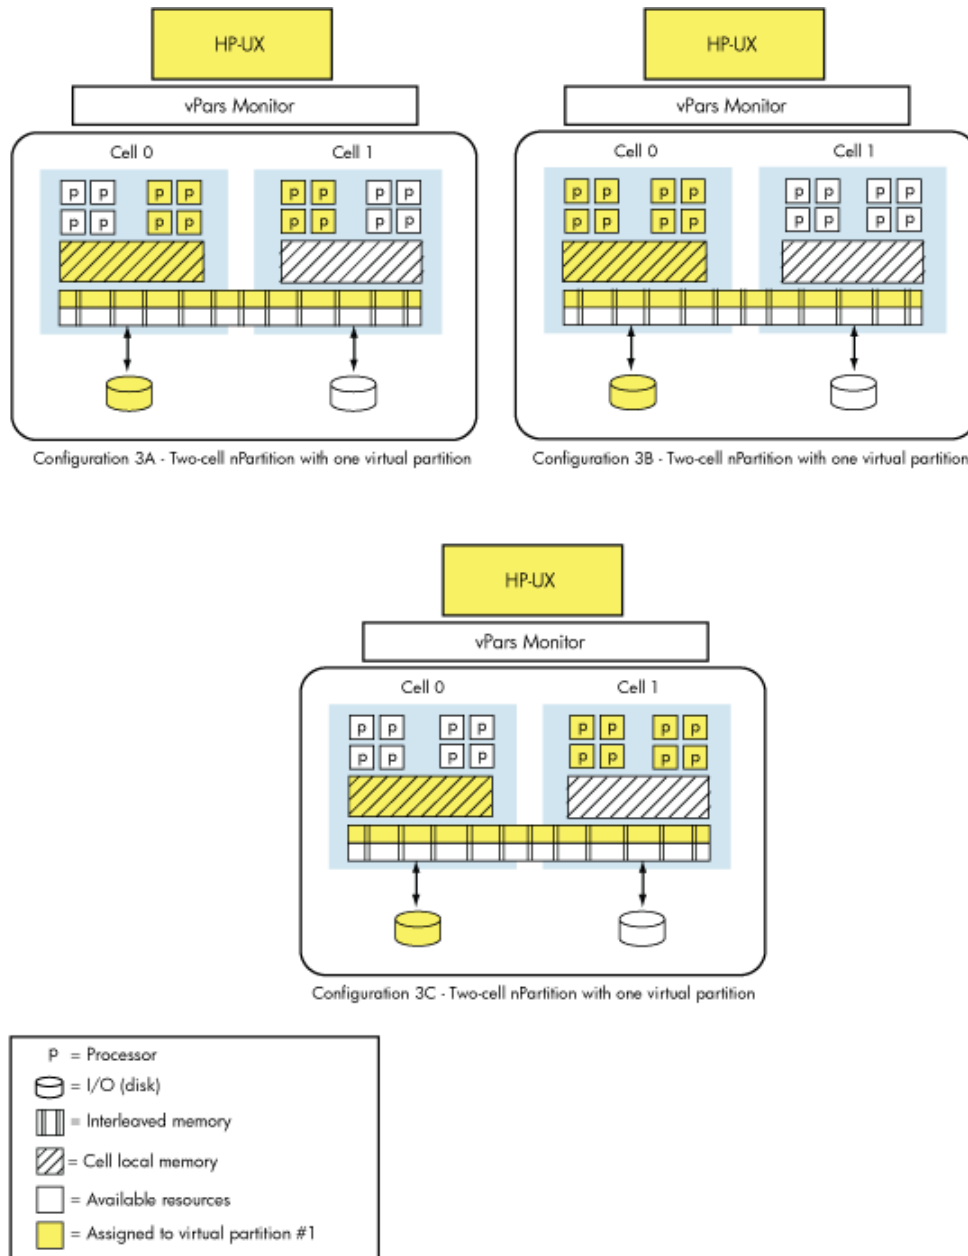 HP-UX
vPars Monitor
Cell 0 Cell 1
p p p p p p p p
p p p p p p p p
Configuration 3A - Two-cell nPartition with one virtual partition
HP-UX
vPars Monitor
Cell 0 Cell 1
p p p p p p p p
p p p p p p p p
Configuration 3B - Two-cell nPartition with one virtual partition
HP-UX
vPars Monitor
Cell 0 Cell 1
p p p p p p p p
p p p p p p p p
Configuration 3C - Two-cell nPartition with one virtual partition
P = Processor
= I/O (disk)
= Interleaved memory
= Cell local memory
= Available resources
= Assigned to virtual partition #1